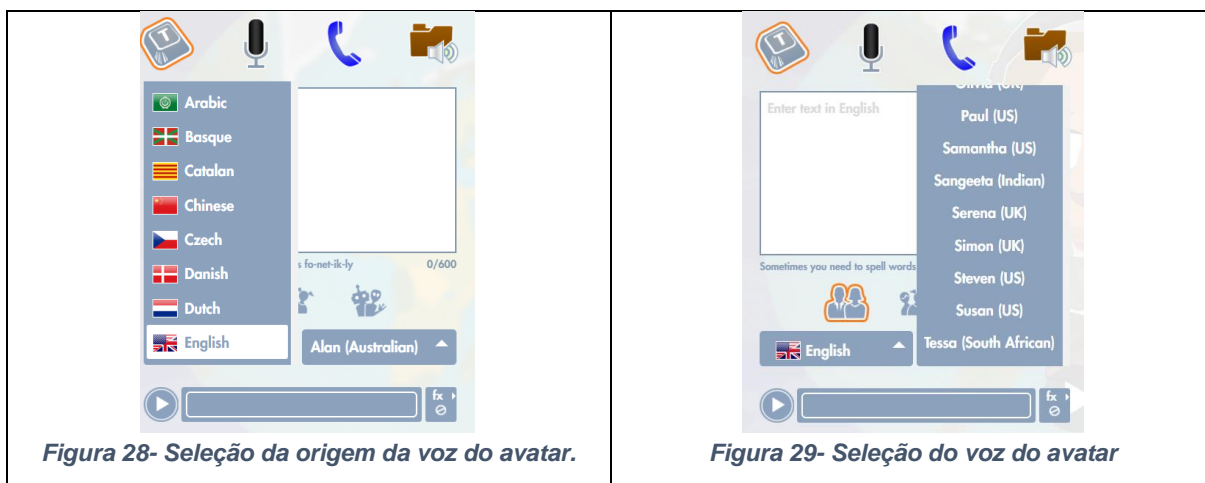 T
Arabic
Basque
Catalan
Chinese
Czech
Danish
Dutch
English
s fo-net-ik-ly 0/600
Alan (Australian)
fx
Figura 28- Seleção da origem da voz do avatar.
T
Enter text in English
Paul (US)
Samantha (US)
Sangeeta (Indian)
Serena (UK)
Simon (UK)
Sometimes you need to spell words
Steven (US)
Susan (US)
English
Tessa (South African)
fx
Figura 29- Seleção do voz do avatar